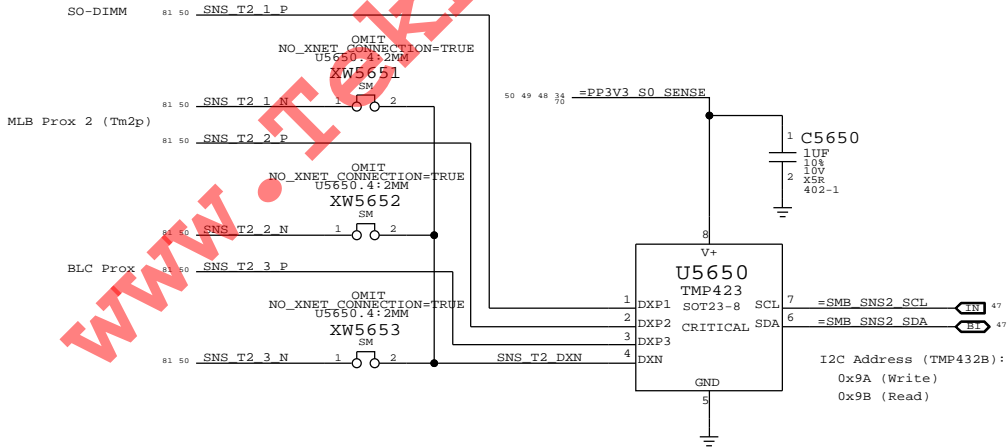 SO-DIMM 81 50 SNS_T2_1_P
OMIT
NO_XNET_CONNECTION=TRUE
U5650.4:2MM
XW5651
SM
81 50 SNS_T2_1_N 1 2
MLB Prox 2 (Tm2p)
81 50 SNS_T2_2_P
OMIT
NO_XNET_CONNECTION=TRUE
U5650.4:2MM
XW5652
SM
81 50 SNS_T2_2_N 1 2
BLC Prox 81 50 SNS_T2_3_P
OMIT
NO_XNET_CONNECTION=TRUE
U5650.4:2MM
XW5653
SM
81 50 SNS_T2_3_N 1 2 SNS_T2_DXN
50 49 48 34 =PP3V3_S0_SENSE
70
1 C5650
1UF
10%
10V
2 X5R
402-1
8
V+
U5650
TMP423
SOT23-8
CRITICAL
1 DXP1
2 DXP2
3 DXP3
4 DXN
SCL 7 =SMB_SNS2_SCL IN 47
SDA 6 =SMB_SNS2_SDA BI 47
GND
5
I2C Address (TMP432B):
0x9A (Write)
0x9B (Read)
www.Tek